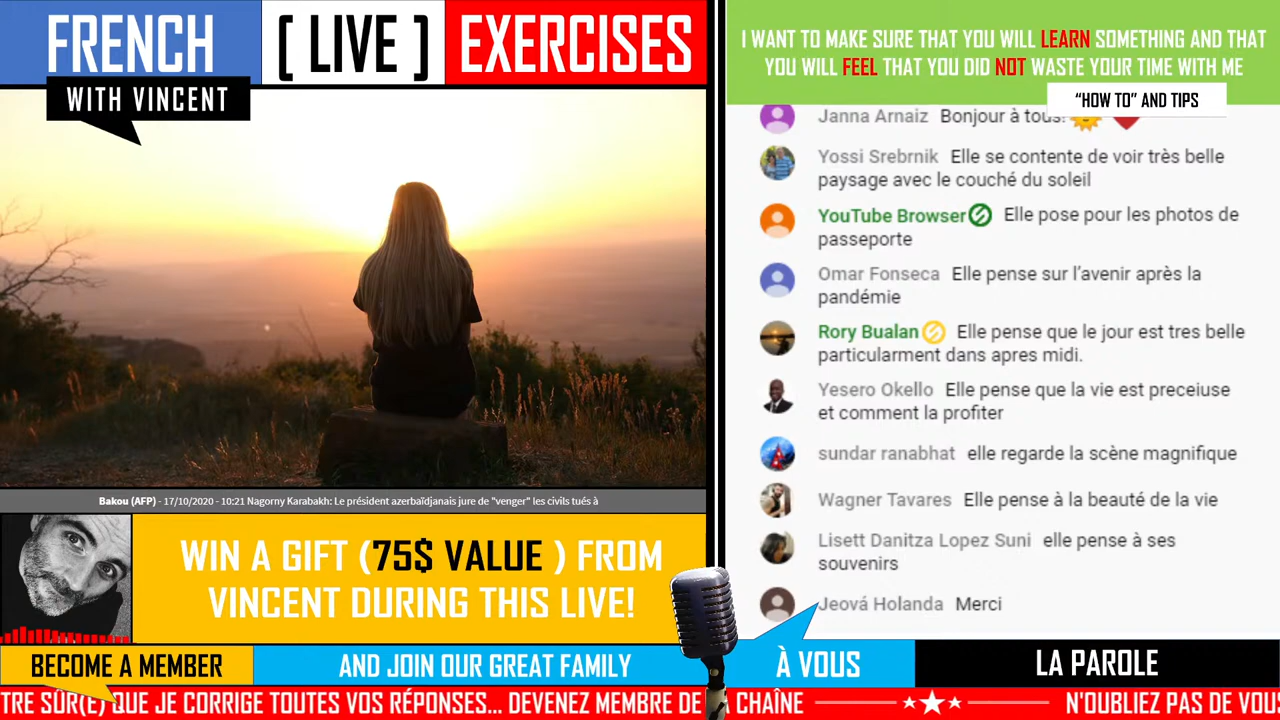 FRENCH
WITH VINCENT
[ LIVE ]
EXERCISES
I WANT TO MAKE SURE THAT YOU WILL LEARN SOMETHING AND THAT
YOU WILL FEEL THAT YOU DID NOT WASTE YOUR TIME WITH ME
“HOW TO” AND TIPS
Janna Arnaiz Bonjour à tous!
Yossi Srebrnik Elle se contente de voir très belle
paysage avec le couché du soleil
YouTube Browser Elle pose pour les photos de
passeporte
Omar Fonseca Elle pense sur l’avenir après la
pandémie
Rory Bualan Elle pense que le jour est tres belle
particularment dans apres midi.
Yesero Okello Elle pense que la vie est preceiuse
et comment la profiter
sundar ranabhat elle regarde la scène magnifique
Wagner Tavares Elle pense à la beauté de la vie
Lisett Danitza Lopez Suni elle pense à ses
souvenirs
Jeová Holanda Merci
Bakou (AFP) - 17/10/2020 - 10:21 Nagorny Karabakh: Le président azerbaïdjanais jure de "venger" les civils tués à
WIN A GIFT (75$ VALUE ) FROM
VINCENT DURING THIS LIVE!
BECOME A MEMBER
AND JOIN OUR GREAT FAMILY
À VOUS
LA PAROLE
TRE SÛR(E) QUE JE CORRIGE TOUTES VOS RÉPONSES... DEVENEZ MEMBRE DE A CHAÎNE
N'OUBLIEZ PAS DE VOUS